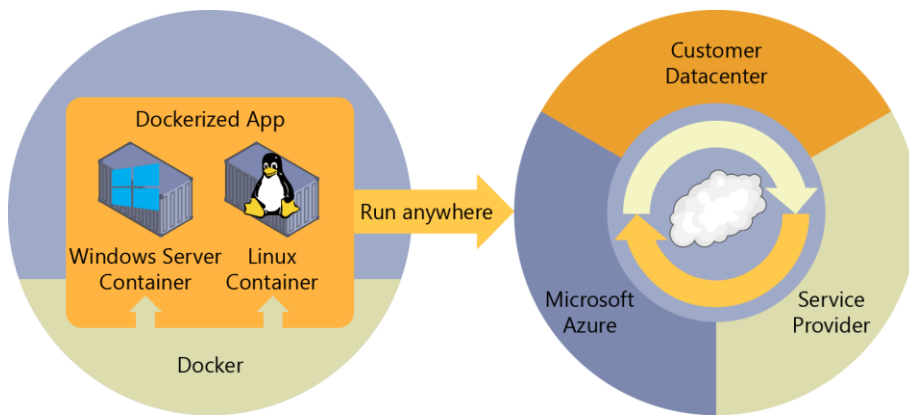 Dockerized App
Windows Server
Container
Linux
Container
Docker
Run anywhere
Customer
Datacenter
Microsoft
Azure
Service
Provider